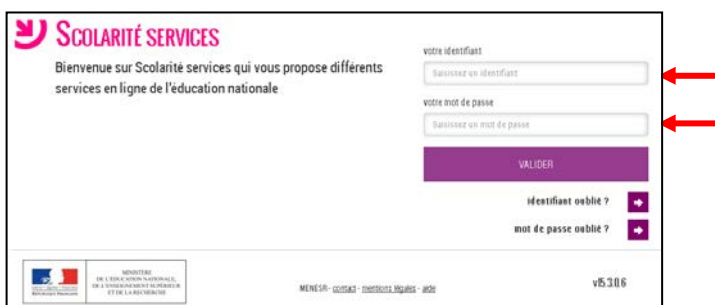 SCOLARITÉ SERVICES
Bienvenue sur Scolarité services qui vous propose différents
services en ligne de l'éducation nationale
votre identifiant
Saisissez un identifiant
votre mot de passe
Saisissez un mot de passe
VALIDER
identifiant oublié ?
mot de passe oublié ?
MINISTÈRE
DE L'ÉDUCATION NATIONALE,
DE L'ENSEIGNEMENT SUPÉRIEUR
ET DE LA RECHERCHE
MENESR - contact - mentions légales - aide
v15.3.0.6